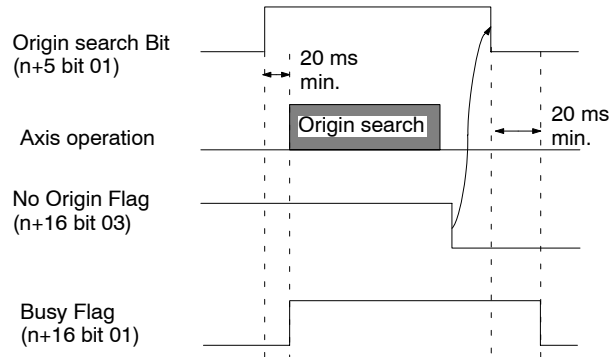 Origin search Bit
(n+5 bit 01)
20 ms
min.
Axis operation
Origin search
20 ms
min.
No Origin Flag
(n+16 bit 03)
Busy Flag
(n+16 bit 01)